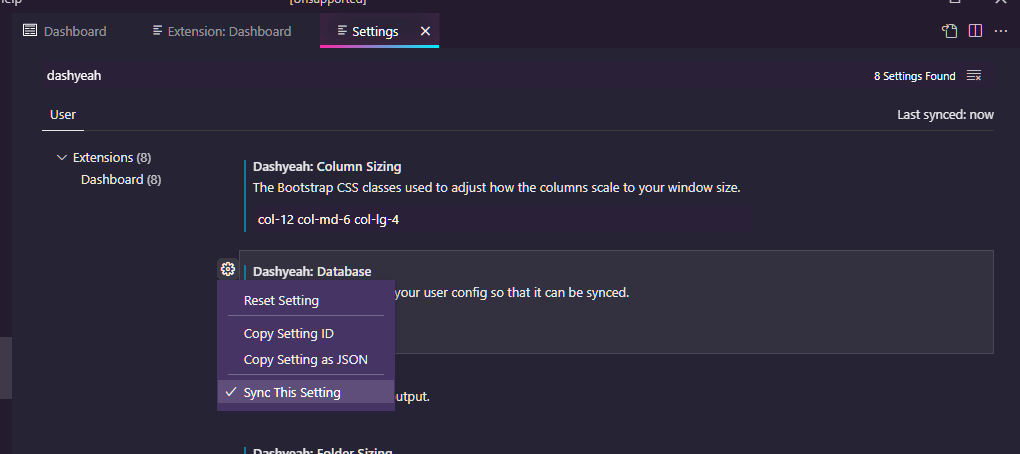 [Unsupported]
Dashboard
Extension: Dashboard
Settings
dashyeah
8 Settings Found
User
Last synced: now
Extensions (8)
Dashboard (8)
Dashyeah: Column Sizing
The Bootstrap CSS classes used to adjust how the columns scale to your window size.
col-12 col-md-6 col-lg-4
Dashyeah: Database
your user config so that it can be synced.
Reset Setting
Copy Setting ID
Copy Setting as JSON
Sync This Setting
output.
Dashyeah: Folder Sizing